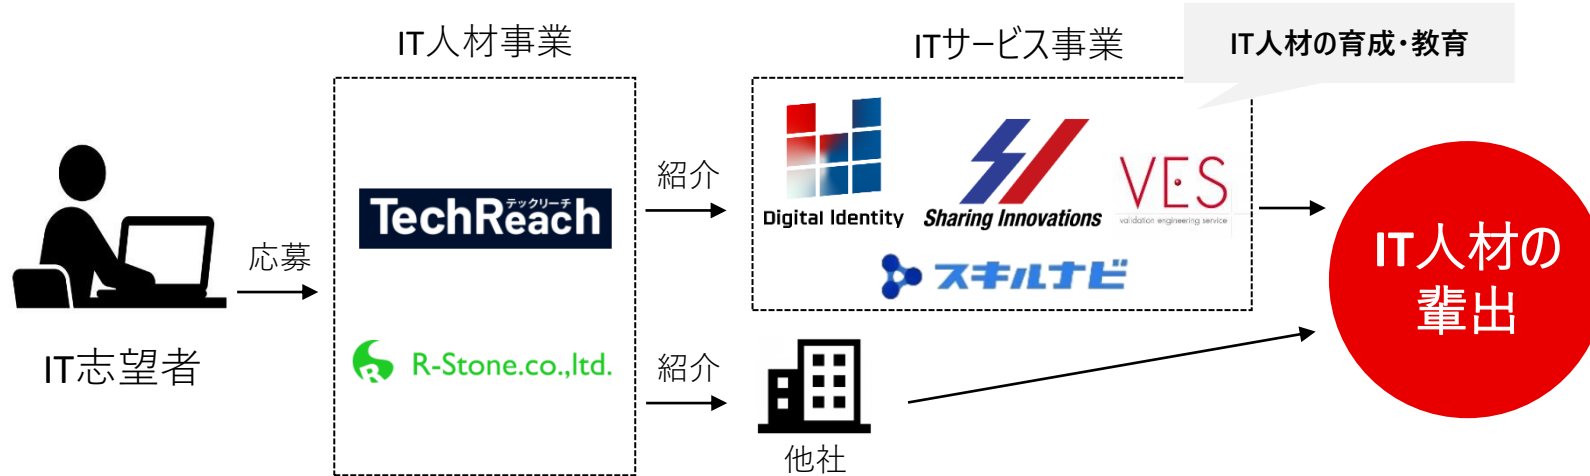 IT人材事業
ITサービス事業
IT人材の育成・教育
IT志望者
応募
テックリーチ
TechReach
R-Stone.co.,ltd.
紹介
紹介
Digital Identity
Sharing Innovations
VES
validation engineering service
スキルナビ
他社
IT人材の
輩出